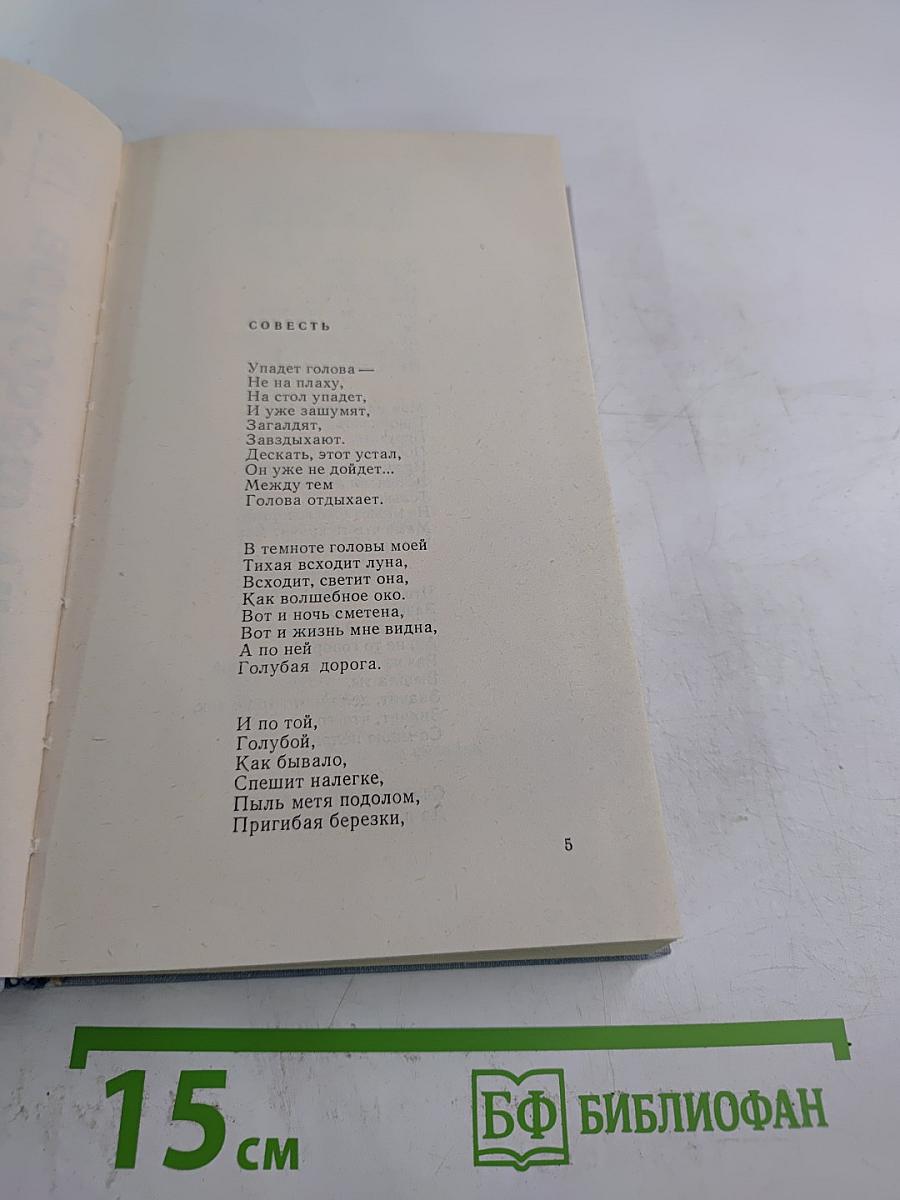 СОВЕСТЬ
Упадет голова —
Не на плаху,
На стол упадет,
И уже зашумят,
Загалдят,
Завздыхают.
Дескать, этот устал,
Он уже не дойдет...
Между тем
Голова отдыхает.
В темноте головы моей
Тихая всходит луна,
Всходит, светит она,
Как волшебное око.
Вот и ночь сметена,
Вот и жизнь мне видна,
А по ней
Голубая дорога.
И по той,
Голубой,
Как бывало,
Спешит налегке,
Пыль метя подолом,
Пригибая березки,
5
15 см
БФ БИБЛИОФАН